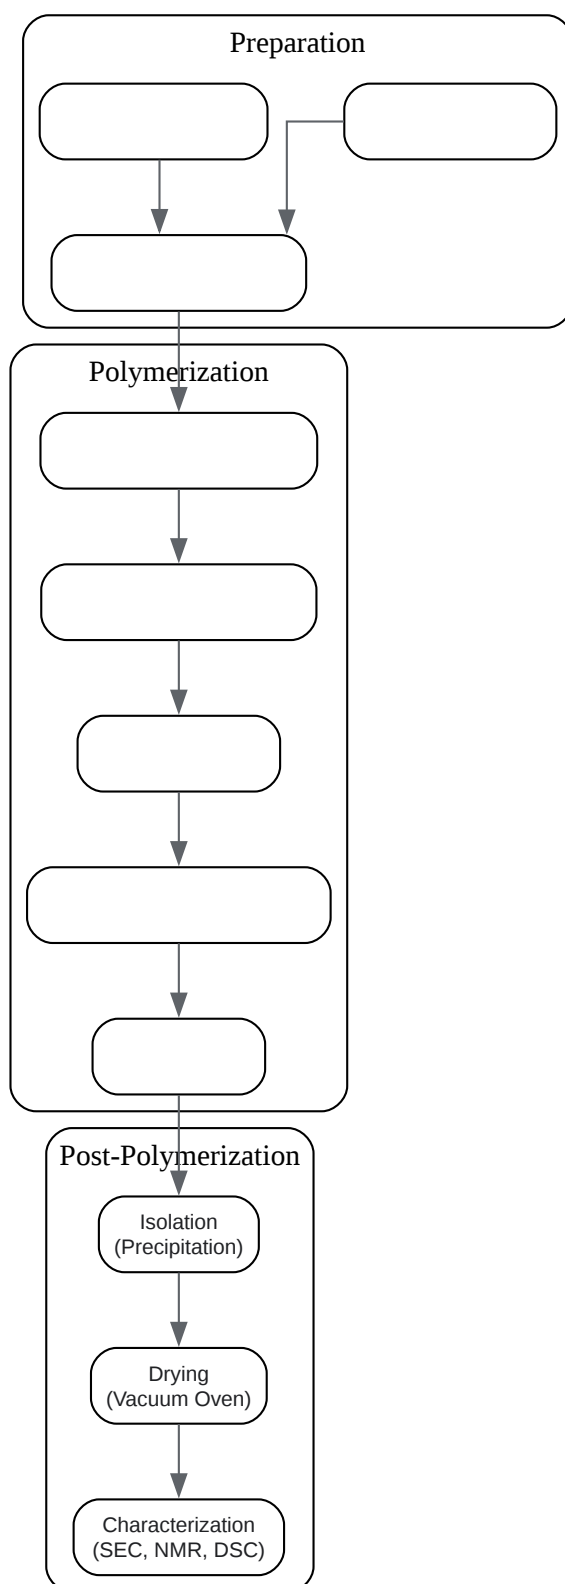 Preparation
Polymerization
Post-Polymerization
Isolation
(Precipitation)
Drying
(Vacuum Oven)
Characterization
(SEC, NMR, DSC)